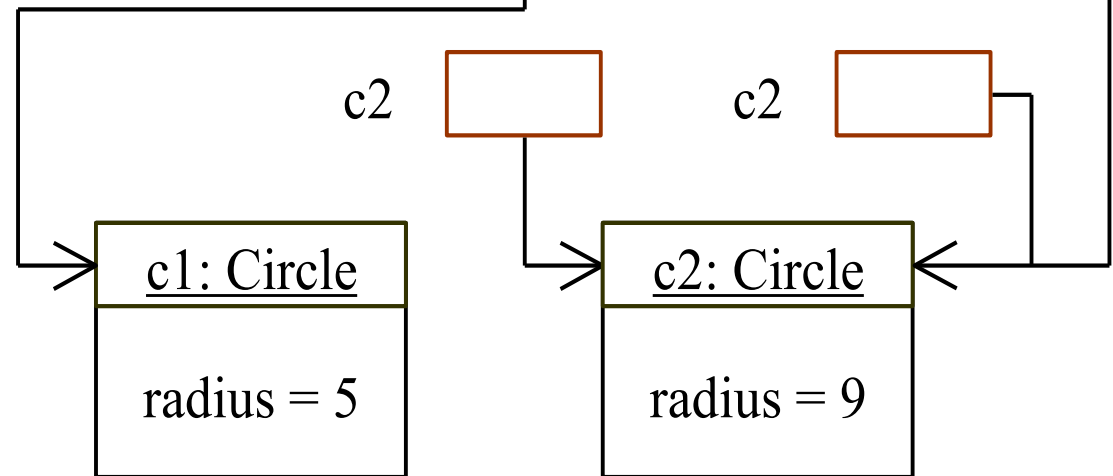 c2
c2
c1: Circle
c2: Circle
radius = 5
radius = 9